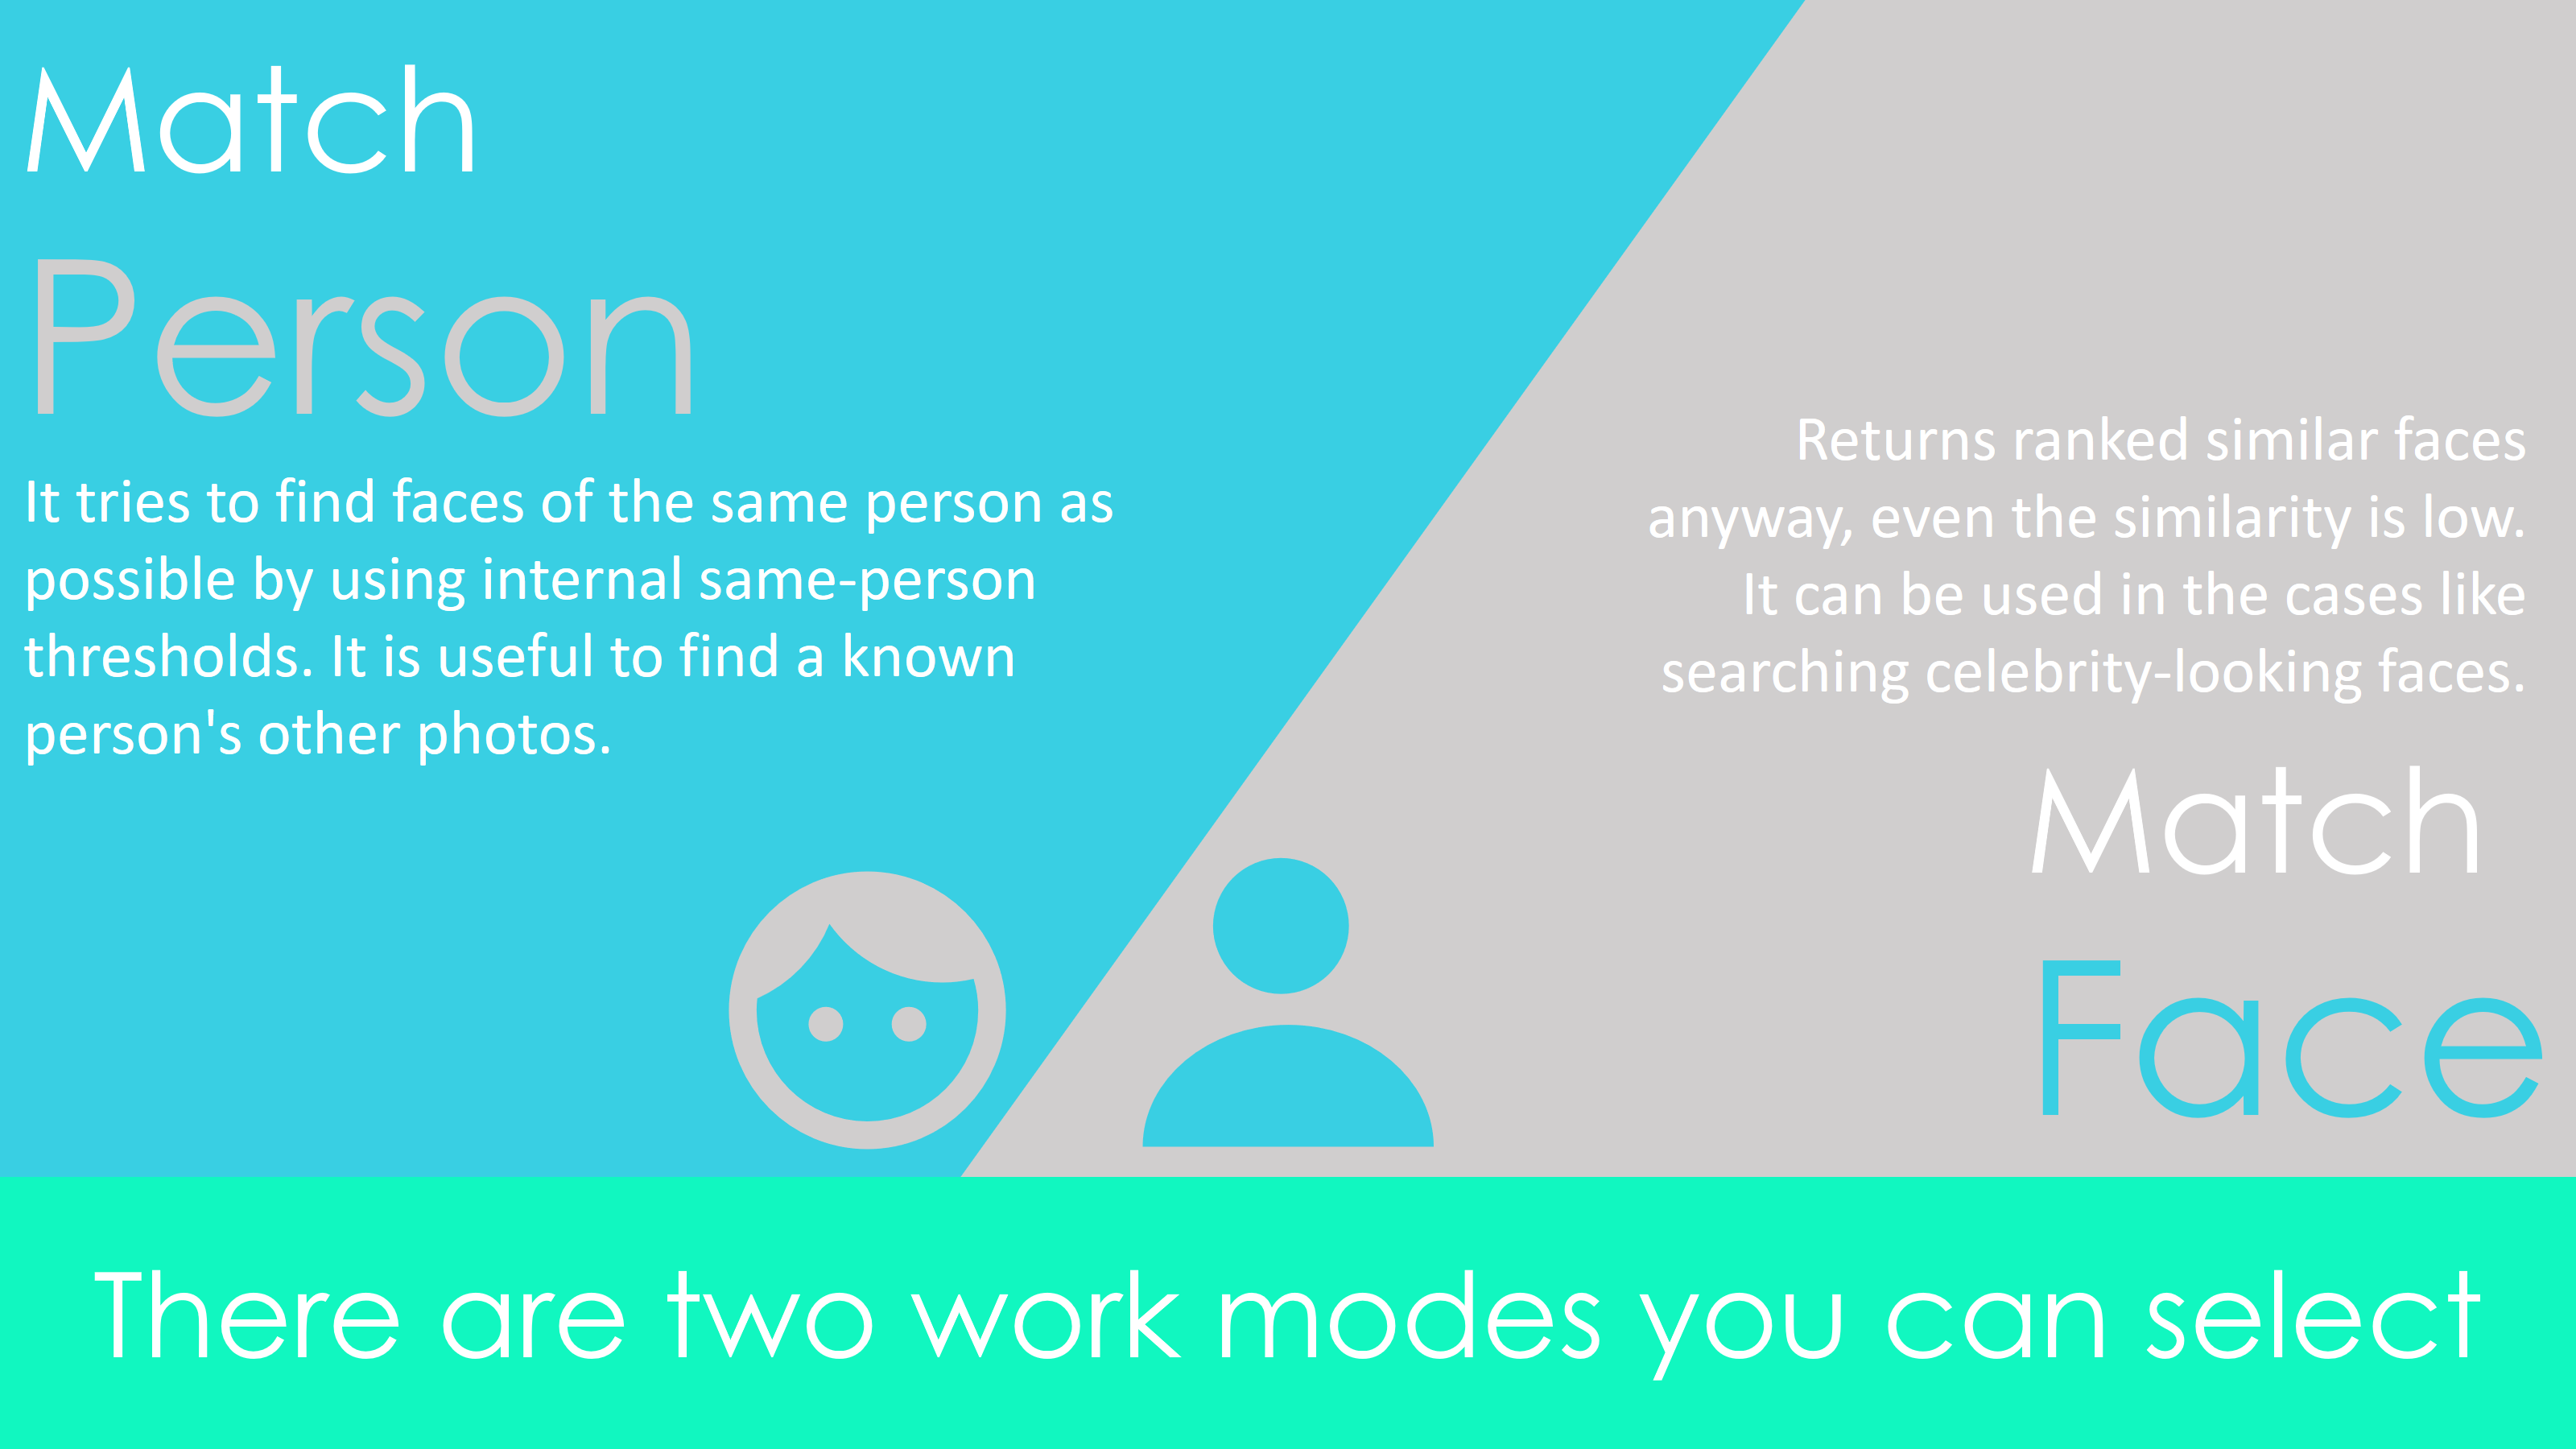 Match
Person
It tries to find faces of the same person as
possible by using internal same-person
thresholds. It is useful to find a known
person's other photos.
Returns ranked similar faces
anyway, even the similarity is low.
It can be used in the cases like
searching celebrity-looking faces.
Match
Face
There are two work modes you can select